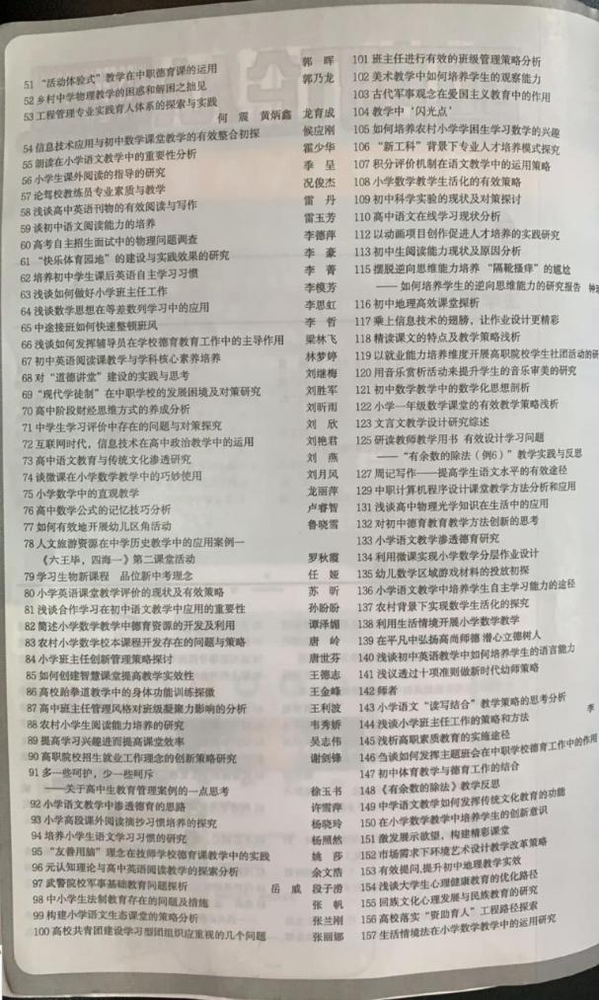 51 “活动体验式”教学在中职德育课的运用 郭 晖
52 乡村中学物理教学的困惑和解困之拙见 郭乃龙
53 工程管理专业实践育人体系的探索与实践
何 震 黄炳鑫 龙育成
54 信息技术应用与初中数学课堂教学的有效整合初探 候应刚
55 朗读在小学语文教学中的重要性分析 霍少华
56 小学生课外阅读的指导的研究 季 呈
57 论驾校教练员专业素质与教学 况俊杰
58 浅谈高中英语刊物的有效阅读与写作 雷 丹
59 谈初中语文阅读能力的培养 雷玉芳
60 高考自主招生面试中的物理问题调查 李德萍
61 “快乐体育园地”的建设与实践效果的研究 李 豪
62 培养初中学生课后英语自主学习习惯 李 菁
63 浅谈如何做好小学班主任工作 李模芳
64 浅谈数学思想在等差数列学习中的应用 李思虹
65 中途接班如何快速整顿班风 李 哲
66 浅谈如何发挥辅导员在学校德育教育工作中的主导作用 梁林飞
67 初中英语阅读课教学与学科核心素养培养 林梦婷
68 对“道德讲堂”建设的实践与思考 刘继梅
69 “现代学徒制”在中职学校的发展困境及对策研究 刘胜军
70 高中阶段财经思维方式的养成分析 刘昕雨
71 中学生学习评价中存在的问题与对策探究 刘 欣
72 互联网时代，信息技术在高中政治教学中的运用 刘艳君
73 高中语文教育与传统文化渗透研究 刘 燕
74 谈微课在小学数学教学中的巧妙使用 刘月风
75 小学数学中的直观教学 龙丽萍
76 高中数学公式的记忆技巧分析 卢睿智
77 如何有效地开展幼儿区角活动 鲁晓雪
78 人文旅游资源在中学历史教学中的应用案例一
《六王毕，四海一》第二课堂活动 罗秋霞
79 学习生物新课程 品位新中考理念 任 娅
80 小学英语课堂教学评价的现状及有效策略 苏 昕
81 浅谈合作学习在初中语文教学中应用的重要性 孙盼盼
82 简述小学数学教学中德育资源的开发及利用 谭泽媚
83 农村小学数学校本课程开发存在的问题与策略 唐 岭
84 小学班主任创新管理策略探讨 唐世芬
85 如何创建智慧课堂提高教学实效性 王德志
86 高校跆拳道教学中的身体功能训练探微 王金峰
87 高中班主任管理风格对班级凝聚力影响的分析 王利波
88 农村小学生阅读能力培养的研究 韦秀娇
89 提高学习兴趣进而提高课堂效率 吴志伟
90 高职院校招生就业工作理念的创新策略研究 谢剑锋
91 多一些呵护，少一些呵斥
——关于高中生教育管理案例的一点思考 徐玉书
92 小学语文教学中渗透德育的思路 许雪萍
93 小学高段课外阅读摘抄习惯培养的探究 杨晓玲
94 培养小学生语文学习习惯的研究 杨照然
95 “友善用脑”理念在技师学校德育课教学中的实践 姚 莎
96 元认知理论与高中英语阅读教学的探索分析 余文浩
97 武警院校军事基础教育问题探析 岳 威 段子涝
98 中小学生法制教育存在的问题及措施 张 帆
99 构建小学语文生态课堂的策略分析 张兰刚
100 高校共青团建设学习型团组织应重视的几个问题 张丽娜
101 班主任进行有效的班级管理策略分析
102 美术教学中如何培养学生的观察能力
103 古代军事观念在爱国主义教育中的作用
104 教学中‘闪光点’
105 如何培养农村小学学困生学习数学的兴趣
106 “新工科”背景下专业人才培养模式探究
107 积分评价机制在语文教学中的运用策略
108 小学数学教学生活化的有效策略
109 初中科学实验的现状及对策探讨
110 高中语文在线学习现状分析
112 以动画项目创作促进人才培养的实践研究
113 初中生阅读能力现状及原因分析
115 摆脱逆向思维能力培养“隔靴搔痒”的尴尬
—— 如何培养学生的逆向思维能力的研究报告
116 初中地理高效课堂探析
117 乘上信息技术的翅膀，让作业设计更精彩
118 精读课文的特点及教学策略浅析
119 以就业能力培养维度开展高职院校学生社团活动的研
120 用音乐赏析活动来提升学生的音乐审美的研究
121 初中数学教学中的数学化思想剖析
122 小学一年级数学课堂的有效教学策略浅析
123 文言文教学设计研究综述
125 研读教师教学用书 有效设计学习问题
——“有余数的除法（例6）”教学实践与反思
127 周记写作——提高学生语文水平的有效途径
129 中职计算机程序设计课堂教学方法分析和应用
131 浅谈高中物理光学知识在生活中的应用
132 对初中德育教育教学方法创新的思考
133 小学语文教学渗透德育研究
134 利用微课实现小学数学分层作业设计
135 幼儿数学区域游戏材料的投放初探
136 小学语文教学中培养学生自主学习能力的途径
137 农村背景下实现数学生活化的探究
138 利用生活情境开展小学数学教学
139 在平凡中弘扬高尚师德 潜心立德树人
140 浅谈初中英语教学中如何培养学生的语言能力
141 浅议透过十项准则做新时代幼师策略
142 师者
143 小学语文“读写结合”教学策略的思考分析 李
144 浅谈小学班主任工作的策略和方法
145 浅析高职素质教育的实施途径
146 刍谈如何发挥主题班会在中职学校德育工作中的作用
147 初中体育教学与德育工作的结合
148 《有余数的除法》教学反思
149 中学语文教学如何发挥传统文化教育的功能
150 在小学数学教学中培养学生的创新意识
151 激发展示欲望，构建精彩课堂
152 市场需求下环境艺术设计教学改革策略
153 有效提问,提升初中地理教学实效
154 浅谈大学生心理健康教育的优化路径
155 回族文化心理发展与民族教育的研究
156 高校落实“资助育人”工程路径探索
157 生活情境法在小学数学教学中的运用研究